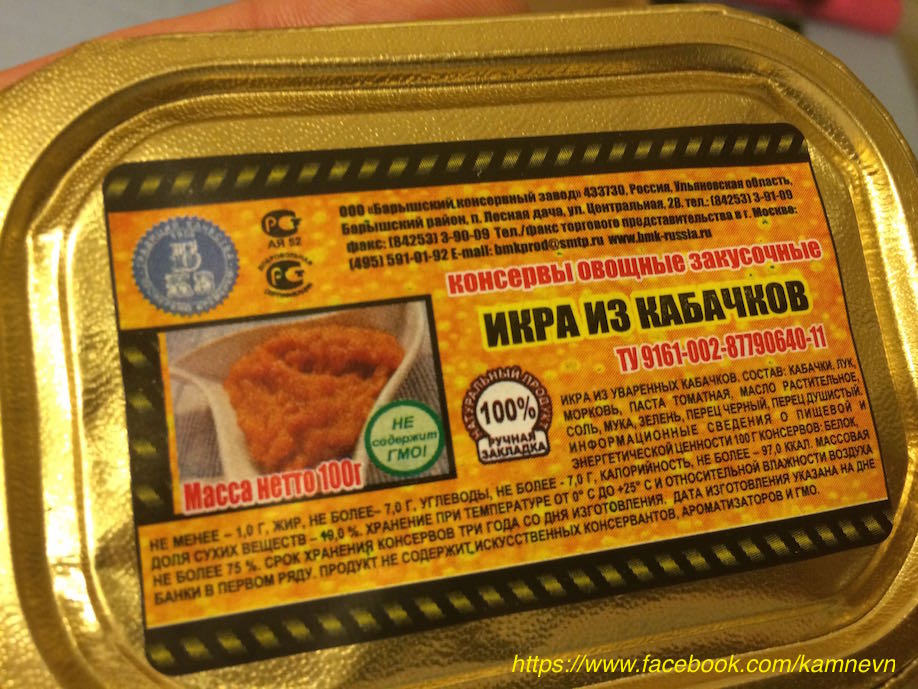 ООО «Барышский консервный завод» 433730, Россия, Ульяновская область,
Барышский район, п. Лесная дача, ул. Центральная, 28. тел.: (84253) 3-91-09
факс: (84253) 3-90-09 Тел./факс торгового представительства в г. Москве:
(495) 591-01-92 E-mail: bmkprod@smtp.ru www.bmk-russia.ru
РСТ
АЯ 52
ДОБРОВОЛЬНАЯ
РСТ
консервы овощные закусочные
ИКРА ИЗ КАБАЧКОВ
ТУ 9161-002-87790640-11
НАТУРАЛЬНЫЙ ПРОДУКТ
100%
РУЧНАЯ
ЗАКЛАДКА
НЕ
содержит
ГМО!
Масса нетто 100г
ИКРА ИЗ УВАРЕННЫХ КАБАЧКОВ. СОСТАВ: КАБАЧКИ, ЛУК,
МОРКОВЬ, ПАСТА ТОМАТНАЯ, МАСЛО РАСТИТЕЛЬНОЕ,
СОЛЬ, МУКА, ЗЕЛЕНЬ, ПЕРЕЦ ЧЕРНЫЙ, ПЕРЕЦ ДУШИСТЫЙ.
ИНФОРМАЦИОННЫЕ СВЕДЕНИЯ О ПИЩЕВОЙ И
ЭНЕРГЕТИЧЕСКОЙ ЦЕННОСТИ 100 Г КОНСЕРВОВ: БЕЛОК,
НЕ МЕНЕЕ – 1,0 Г, ЖИР, НЕ БОЛЕЕ – 7,0 Г, УГЛЕВОДЫ, НЕ БОЛЕЕ - 7,0 Г, КАЛОРИЙНОСТЬ, НЕ БОЛЕЕ – 97,0 ККАЛ. МАССОВАЯ
ДОЛЯ СУХИХ ВЕЩЕСТВ – 19,0 %. ХРАНЕНИЕ ПРИ ТЕМПЕРАТУРЕ ОТ 0° С ДО +25° С И ОТНОСИТЕЛЬНОЙ ВЛАЖНОСТИ ВОЗДУХА
НЕ БОЛЕЕ 75 %. СРОК ХРАНЕНИЯ КОНСЕРВОВ ТРИ ГОДА СО ДНЯ ИЗГОТОВЛЕНИЯ. ДАТА ИЗГОТОВЛЕНИЯ УКАЗАНА НА ДНЕ
БАНКИ В ПЕРВОМ РЯДУ. ПРОДУКТ НЕ СОДЕРЖИТ ИСКУССТВЕННЫХ КОНСЕРВАНТОВ, АРОМАТИЗАТОРОВ И ГМО.
https://www.facebook.com/kamnevn